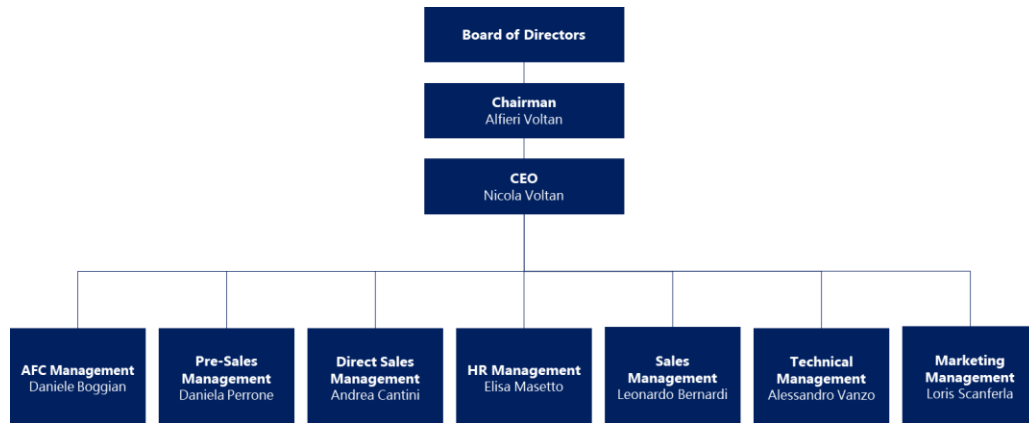 Board of Directors
Chairman
Alfieri Voltan
CEO
Nicola Voltan
AFC Management
Daniele Boggian
Pre-Sales
Management
Daniela Perrone
Direct Sales
Management
Andrea Cantini
HR Management
Elisa Masetto
Sales
Management
Leonardo Bernardi
Technical
Management
Alessandro Vanzo
Marketing
Management
Loris Scanferla